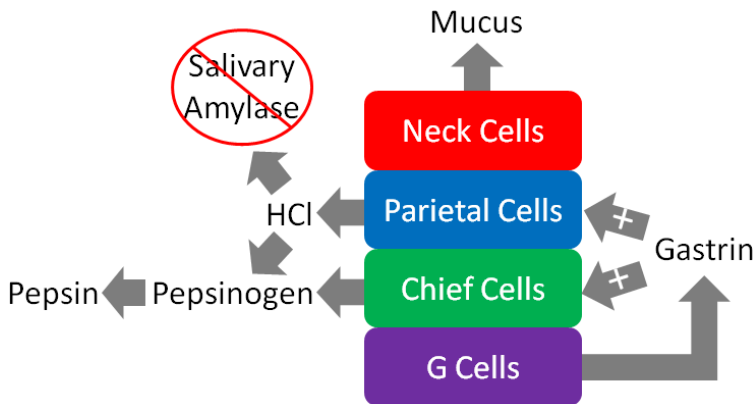 Mucus
Salivary
Amylase
Neck Cells
HCl
Parietal Cells
+
Gastrin
Pepsin
Pepsinogen
Chief Cells
+
G Cells